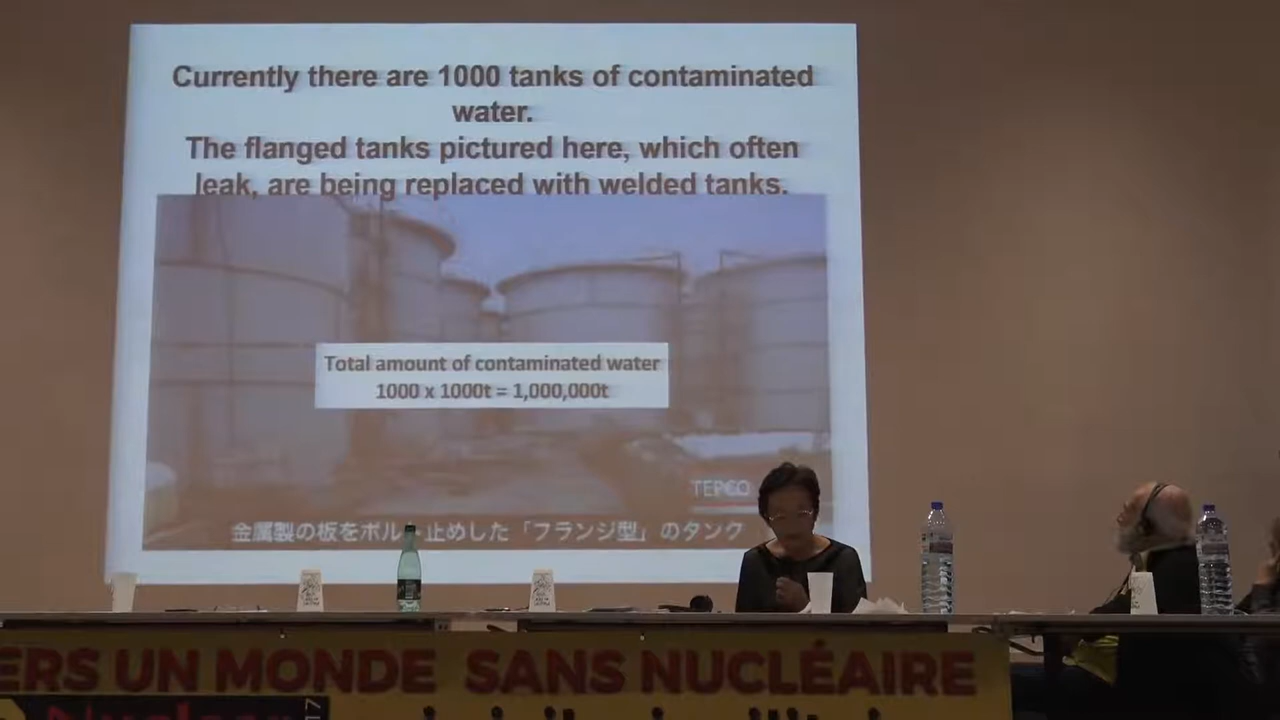 Currently there are 1000 tanks of contaminated
water.
The flanged tanks pictured here, which often
leak, are being replaced with welded tanks.
Total amount of contaminated water
1000 x 1000t = 1,000,000t
TEPCO
金属製の板をボルト止めした「フランジ型」のタンク
ERS UN MONDE SANS NUCLÉAIRE
Nuclear